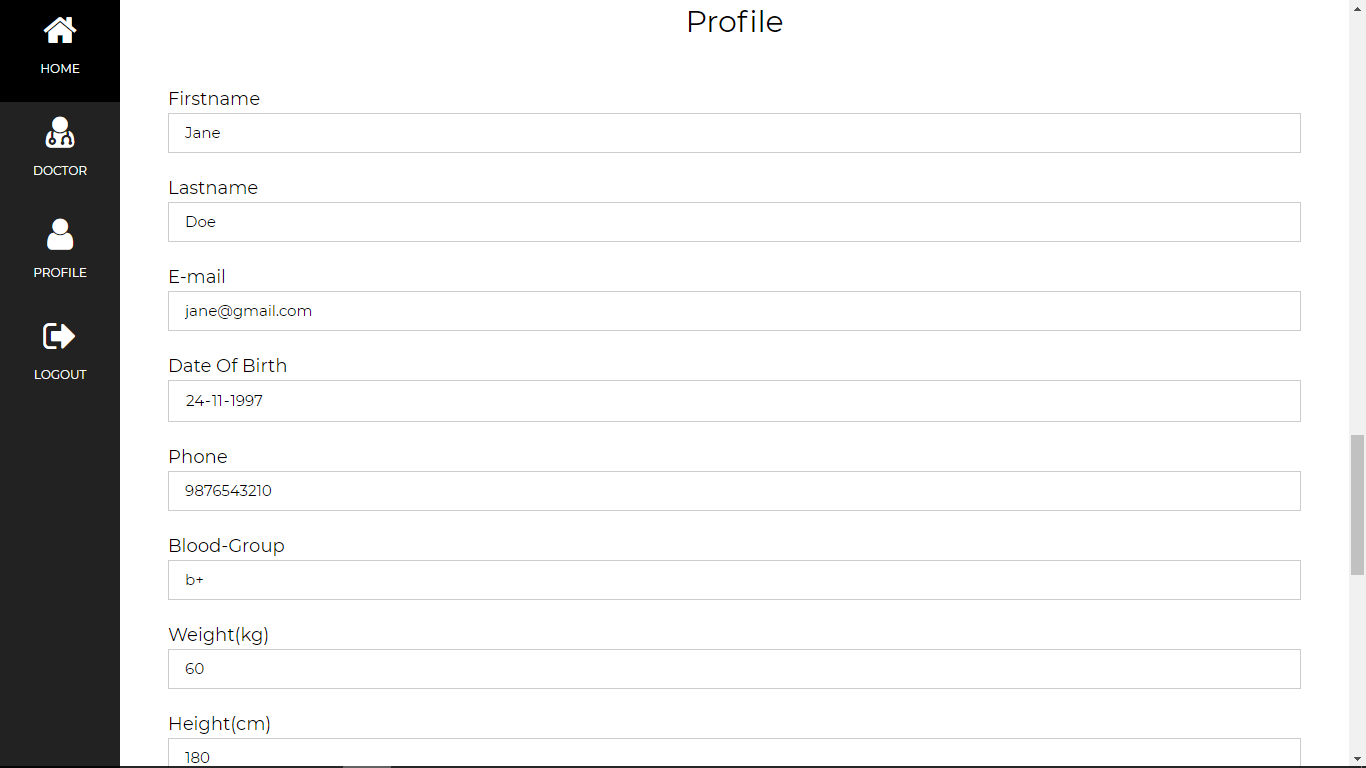 HOME
DOCTOR
PROFILE
LOGOUT
Profile
Firstname
Jane
Lastname
Doe
E-mail
jane@gmail.com
Date Of Birth
24-11-1997
Phone
9876543210
Blood-Group
b+
Weight(kg)
60
Height(cm)
180